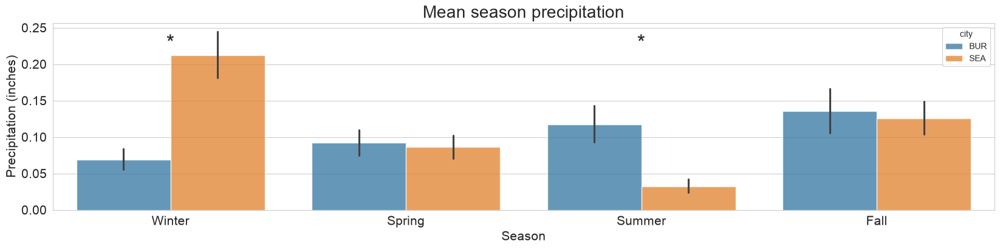 Mean season precipitation
Precipitation (inches)
0.25
0.20
0.15
0.10
0.05
0.00
*
*
city
BUR
SEA
Winter
Spring
Summer
Fall
Season